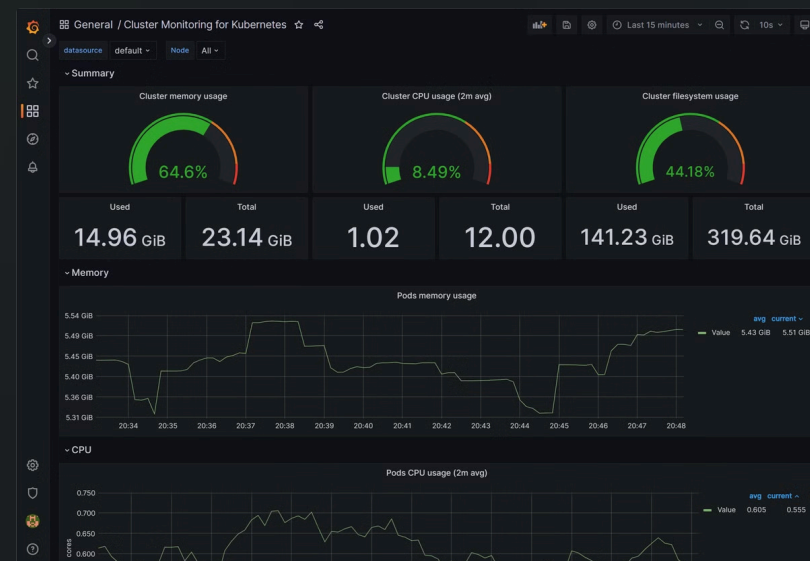 General / Cluster Monitoring for Kubernetes
Last 15 minutes
10s
datasource
default
Node
All
Summary
Cluster memory usage
Cluster CPU usage (2m avg)
Cluster filesystem usage
64.6%
8.49%
44.18%
Used
Total
Used
Total
Used
Total
14.96 GiB
23.14 GiB
1.02
12.00
141.23 GiB
319.64 GiB
Memory
Pods memory usage
5.54 GiB
5.49 GiB
5.45 GiB
5.40 GiB
5.36 GiB
5.31 GiB
20:34
20:35
20:36
20:37
20:38
20:39
20:40
20:41
20:42
20:43
20:44
20:45
20:46
20:47
20:48
avg current
Value 5.43 GiB 5.51 GiB
CPU
Pods CPU usage (2m avg)
0.750
0.700
0.650
0.600
cores
avg current
Value 0.605 0.555